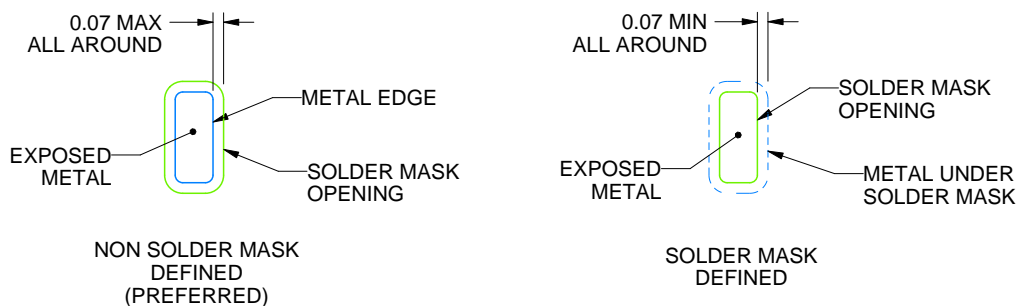 0.07 MAX
ALL AROUND
METAL EDGE
EXPOSED
METAL
SOLDER MASK
OPENING
NON SOLDER MASK
DEFINED
(PREFERRED)
0.07 MIN
ALL AROUND
SOLDER MASK
OPENING
EXPOSED
METAL
METAL UNDER
SOLDER MASK
SOLDER MASK
DEFINED